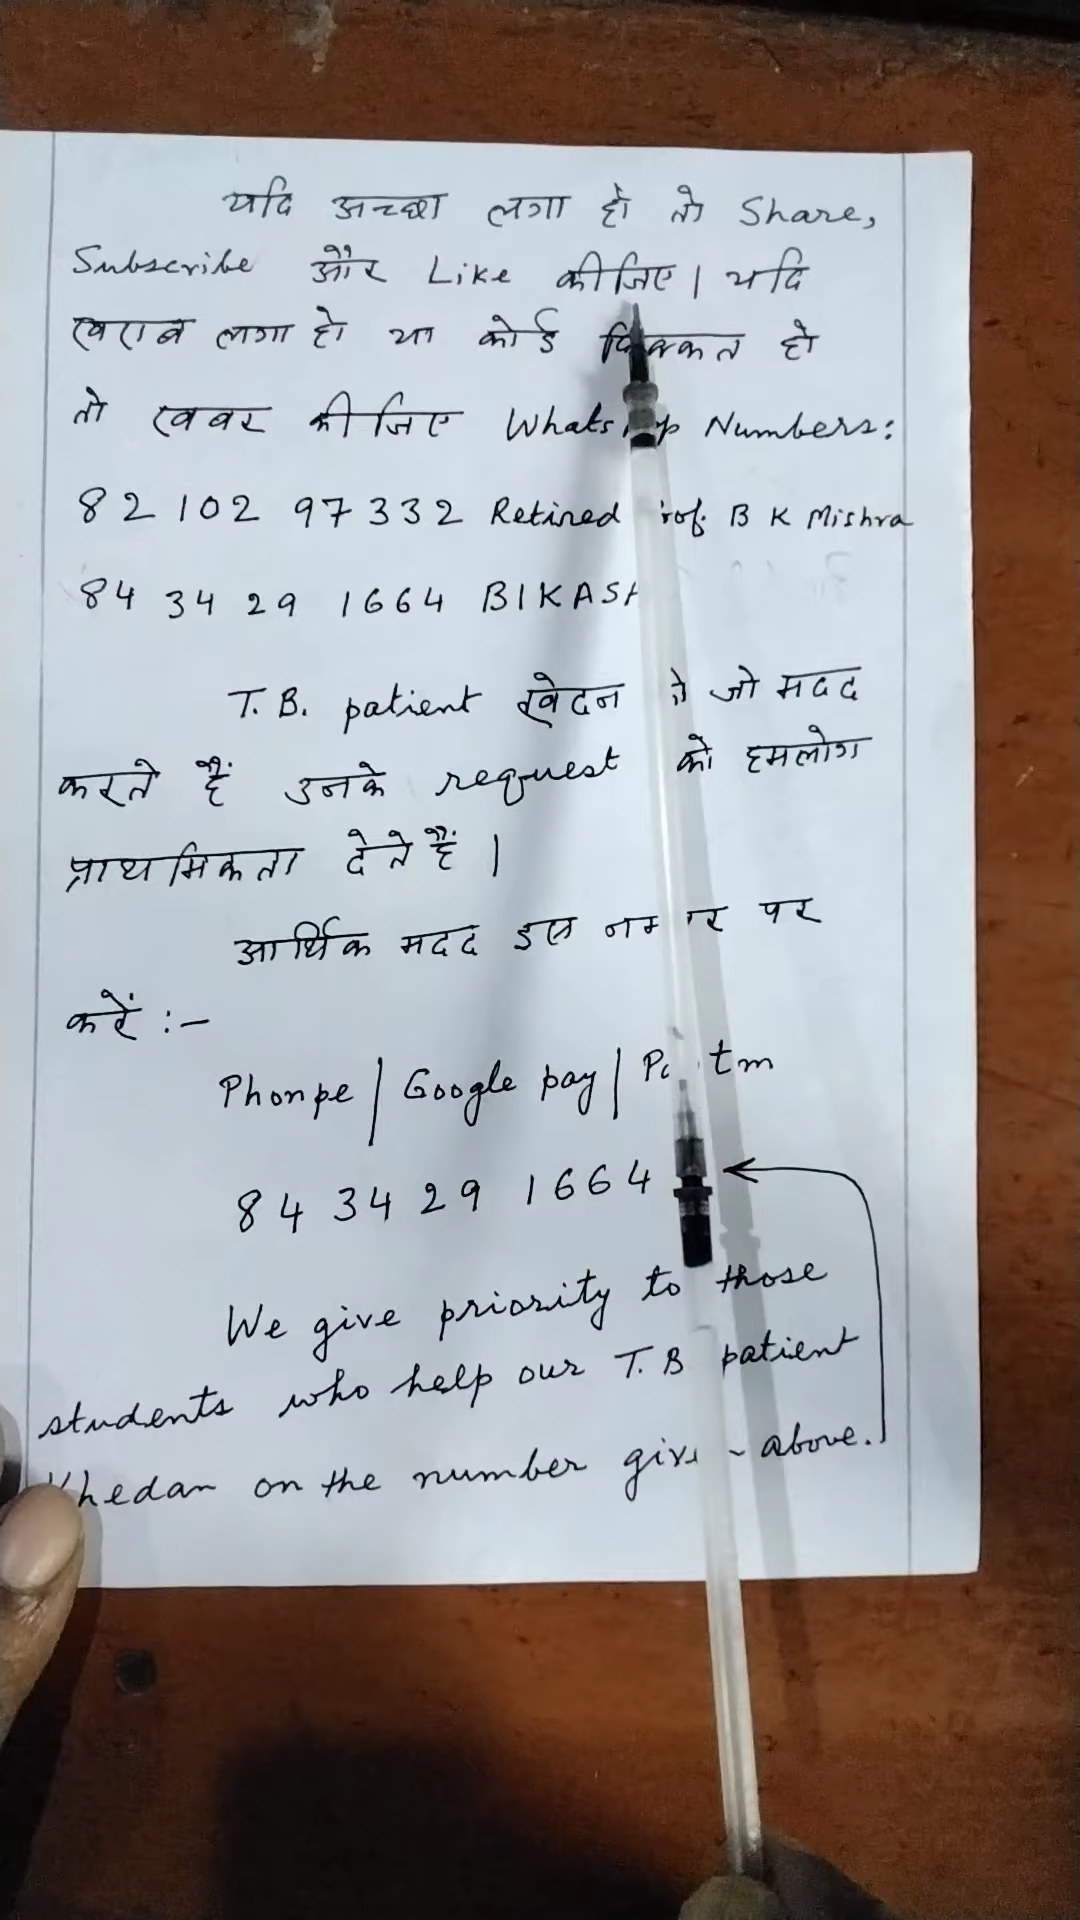 यदि अच्छा लगा हो तो Share,
Subscribe और Like कीजिए। यदि
खराब लगा हो या कोई हो
तो खबर कीजिए Numbers:
82 102 97332 Retired B K Mishra
84 34 29 1664
T. B. patient खेदन जो मदद
करते हैं उनके request को हमलोग
प्राथमिकता देते हैं।
आर्थिक मदद इस पर
करें :-
Phonpe | Google pay |
84 34 29 1664
We give priority to those
students who help our T. B patient
on the number above.